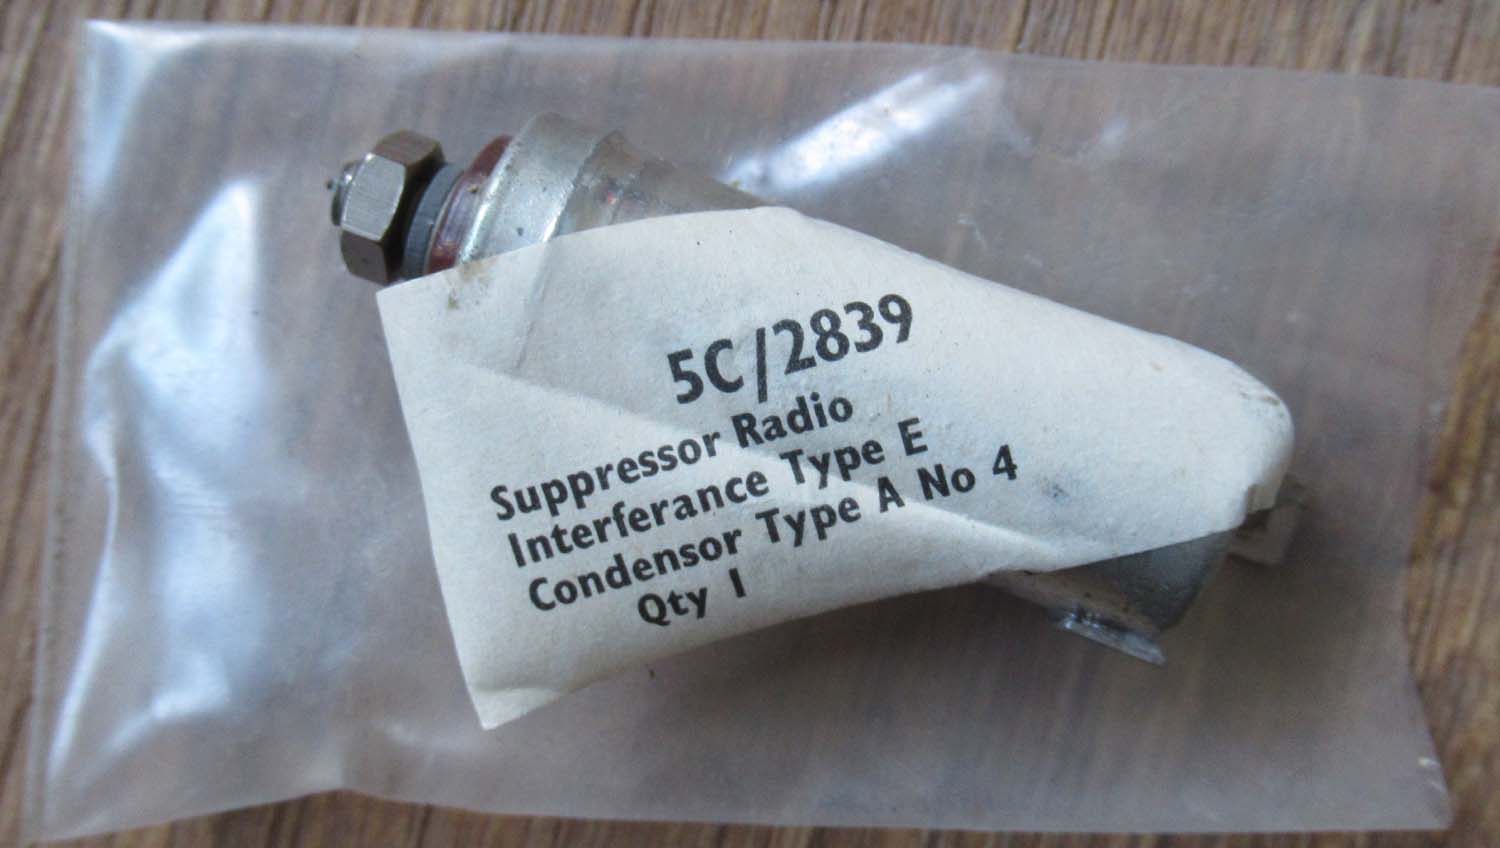 5C/2839
Suppressor Radio
Interferance Type E
Condensor Type A No 4
Qty 1